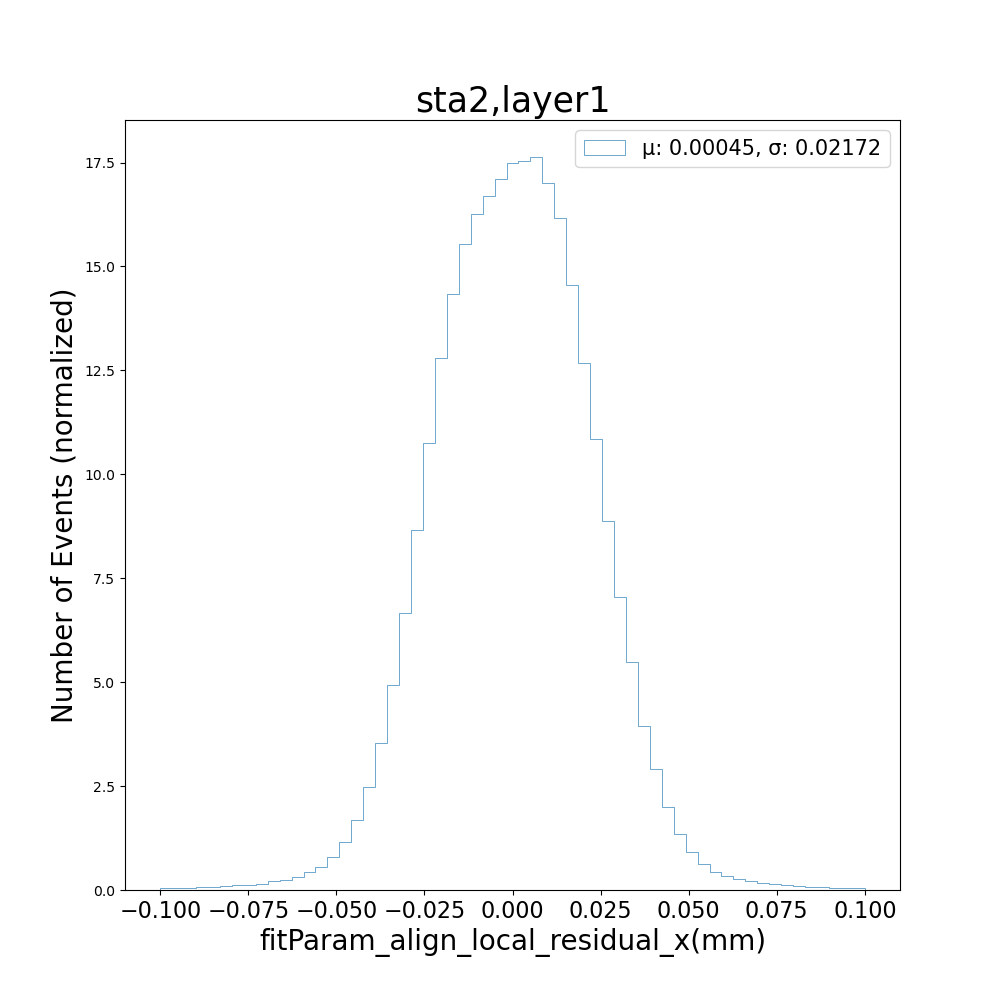 sta2,layer1
μ: 0.00045, σ: 0.02172
Number of Events (normalized)
17.5
15.0
12.5
10.0
7.5
5.0
2.5
0.0
−0.100 −0.075 −0.050 −0.025 0.000 0.025 0.050 0.075 0.100
fitParam_align_local_residual_x(mm)